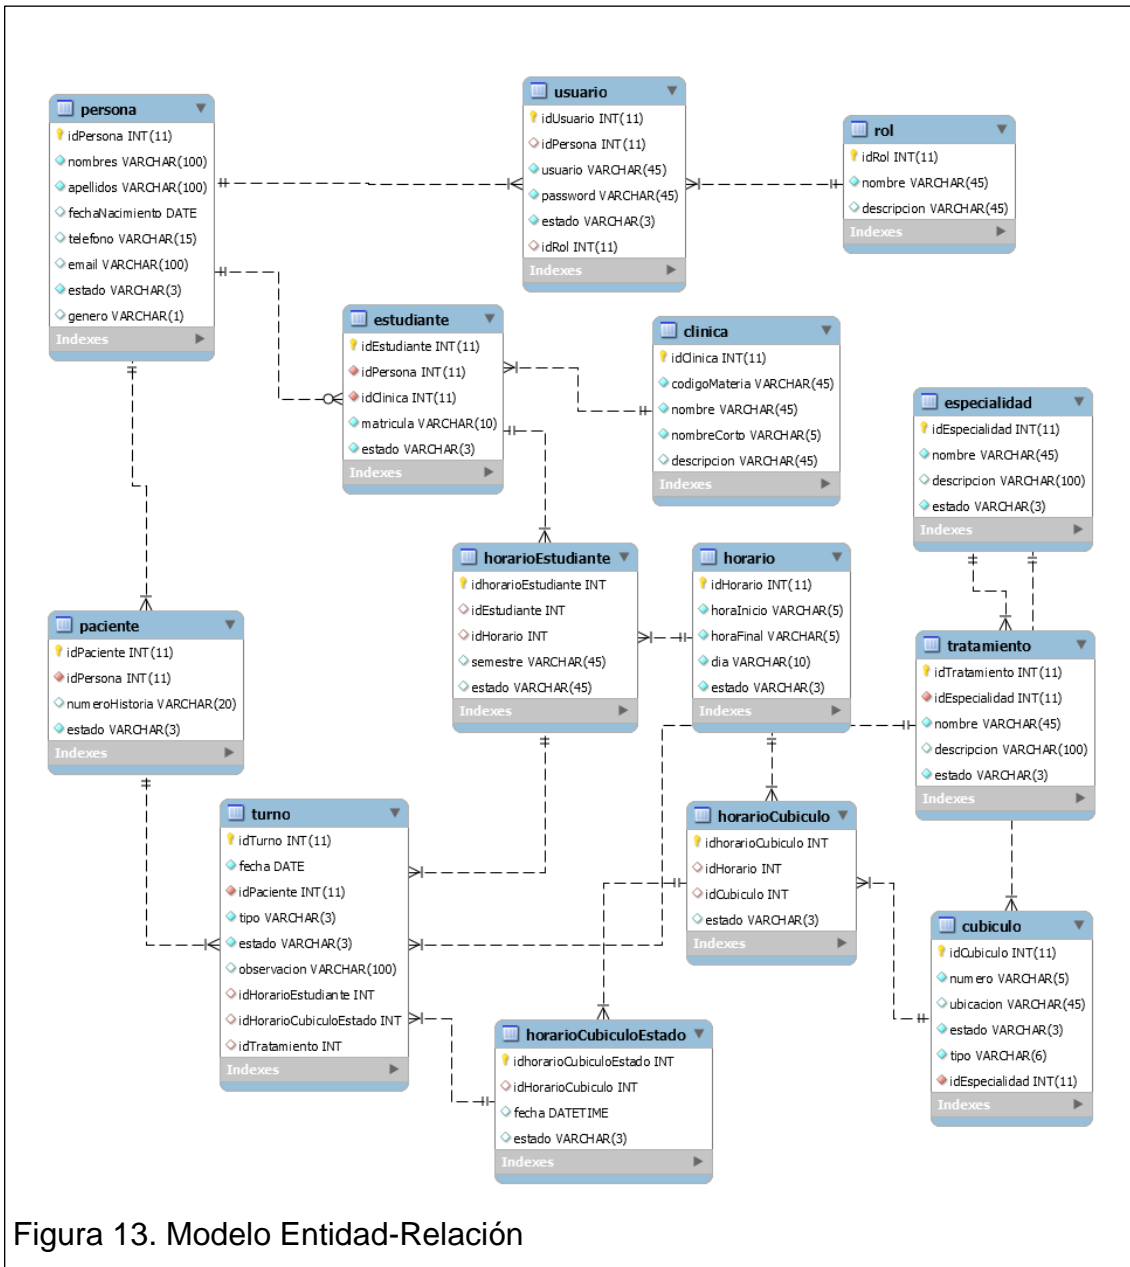 persona
idPersona INT(11)
nombres VARCHAR(100)
apellidos VARCHAR(100)
fechaNacimiento DATE
telefono VARCHAR(15)
email VARCHAR(100)
estado VARCHAR(3)
genero VARCHAR(1)
Indexes
usuario
idUsuario INT(11)
idPersona INT(11)
usuario VARCHAR(45)
password VARCHAR(45)
estado VARCHAR(3)
idRol INT(11)
Indexes
rol
idRol INT(11)
nombre VARCHAR(45)
descripcion VARCHAR(45)
Indexes
estudiante
idEstudiante INT(11)
idPersona INT(11)
idClinica INT(11)
matricula VARCHAR(10)
estado VARCHAR(3)
Indexes
clinica
idClinica INT(11)
codigoMateria VARCHAR(45)
nombre VARCHAR(45)
nombreCorto VARCHAR(5)
descripcion VARCHAR(45)
Indexes
especialidad
idEspecialidad INT(11)
nombre VARCHAR(45)
descripcion VARCHAR(100)
estado VARCHAR(3)
Indexes
horarioEstudiante
idhorarioEstudiante INT
idEstudiante INT
idHorario INT
semestre VARCHAR(45)
estado VARCHAR(45)
Indexes
horario
idHorario INT(11)
horaInicio VARCHAR(5)
horaFinal VARCHAR(5)
dia VARCHAR(10)
estado VARCHAR(3)
Indexes
paciente
idPaciente INT(11)
idPersona INT(11)
numeroHistoria VARCHAR(20)
estado VARCHAR(3)
Indexes
tratamiento
idTratamiento INT(11)
idEspecialidad INT(11)
nombre VARCHAR(45)
descripcion VARCHAR(100)
estado VARCHAR(3)
Indexes
turno
idTurno INT(11)
fecha DATE
idPaciente INT(11)
tipo VARCHAR(3)
estado VARCHAR(3)
observacion VARCHAR(100)
idHorarioEstudiante INT
idHorarioCubiculoEstado INT
idTratamiento INT
Indexes
horarioCubiculo
idhorarioCubiculo INT
idHorario INT
idCubiculo INT
estado VARCHAR(3)
Indexes
cubiculo
idCubiculo INT(11)
numero VARCHAR(5)
ubicacion VARCHAR(45)
estado VARCHAR(3)
tipo VARCHAR(6)
idEspecialidad INT(11)
Indexes
horarioCubiculoEstado
idhorarioCubiculoEstado INT
idHorarioCubiculo INT
fecha DATETIME
estado VARCHAR(3)
Indexes
Figura 13. Modelo Entidad-Relación